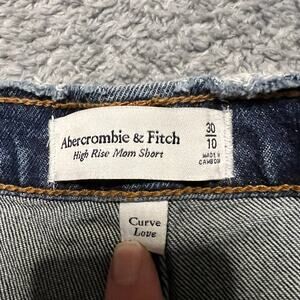 Abercrombie & Fitch
High Rise Mom Short
30
10
MADE IN
CAMBODIA
Curve
Love